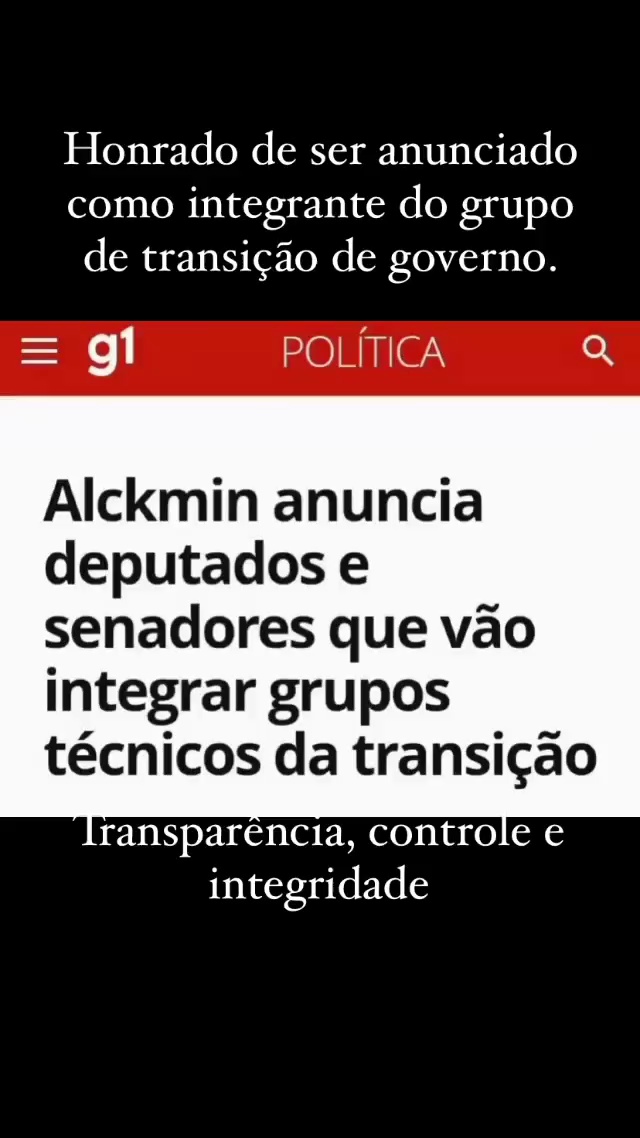 Honrado de ser anunciado
como integrante do grupo
de transição de governo.
g1 POLÍTICA
Alckmin anuncia
deputados e
senadores que vão
integrar grupos
técnicos da transição
Transparência, controle e
integridade